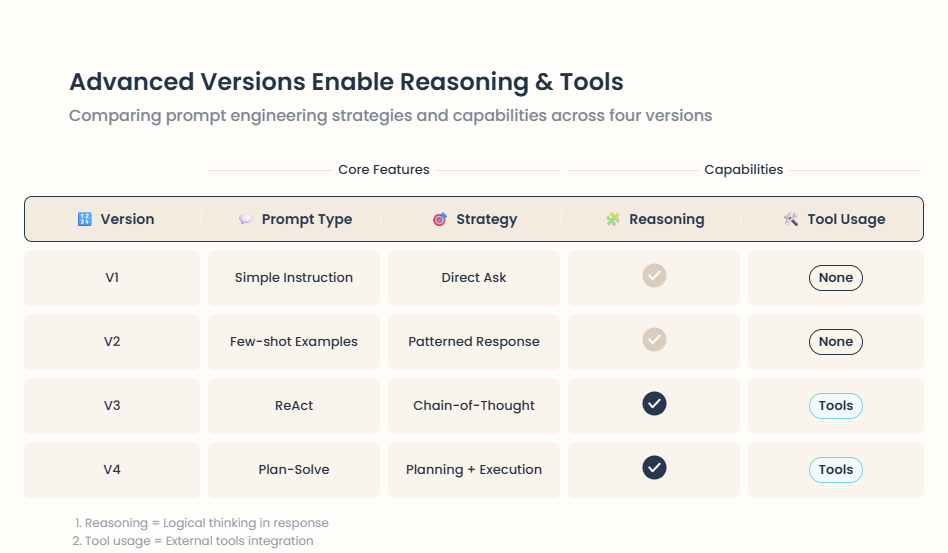 Advanced Versions Enable Reasoning & Tools
Comparing prompt engineering strategies and capabilities across four versions
Core Features Capabilities
Version Prompt Type Strategy Reasoning Tool Usage
V1 Simple Instruction Direct Ask None
V2 Few-shot Examples Patterned Response None
V3 ReAct Chain-of-Thought Tools
V4 Plan-Solve Planning + Execution Tools
1. Reasoning = Logical thinking in response
2. Tool usage = External tools integration